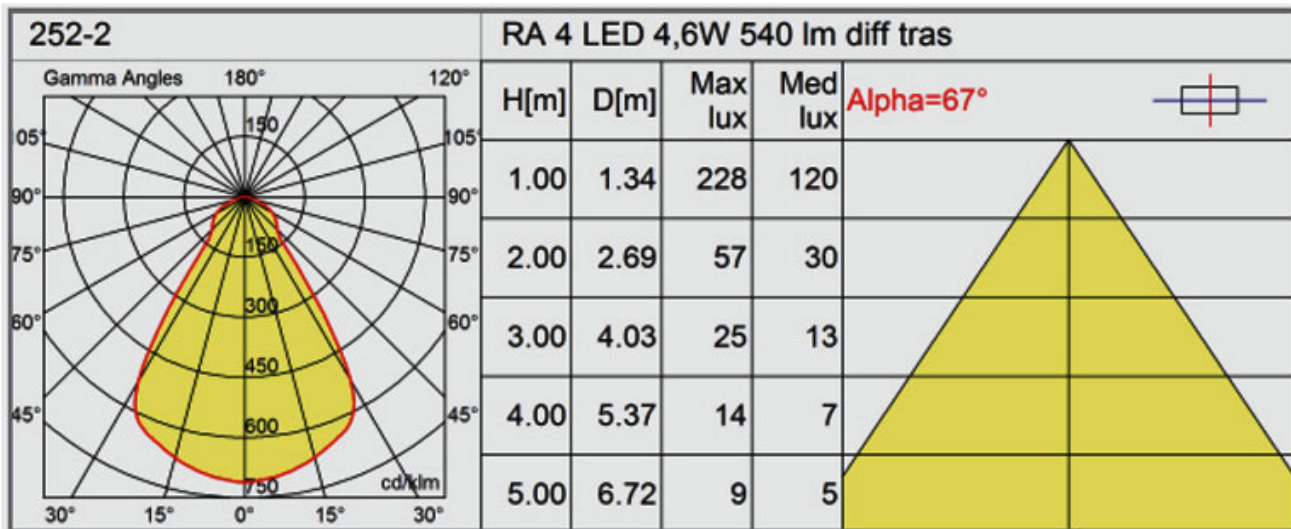 252-2
RA 4 LED 4,6W 540 lm diff tras
Gamma Angles 180° 120°
H[m] D[m] Max lux Med lux
Alpha=67°
150
05° 105°
90° 90°
150
75° 75°
300
60° 60°
450
45° 45°
600
750 cd/klm
30° 15° 0° 15° 30°
1.00 1.34 228 120
2.00 2.69 57 30
3.00 4.03 25 13
4.00 5.37 14 7
5.00 6.72 9 5